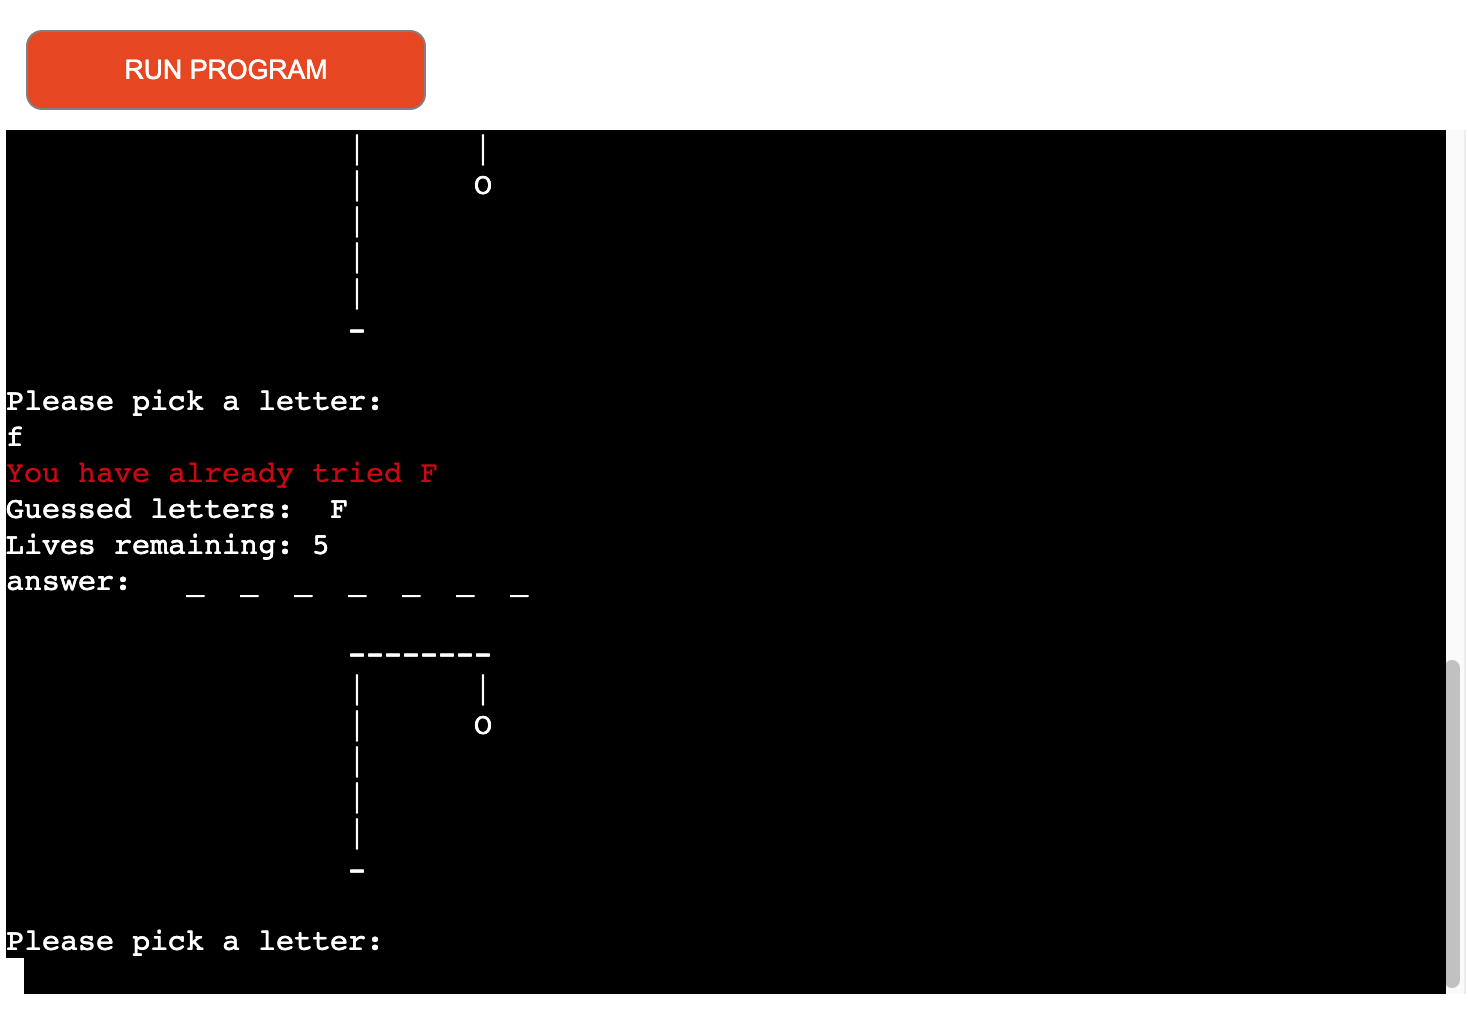 RUN PROGRAM
|      |
|      O
|
|
|
-
Please pick a letter:
f
You have already tried F
Guessed letters:  F
Lives remaining: 5
answer:   _  _  _  _  _  _  _
--------
|      |
|      O
|
|
|
-
Please pick a letter: